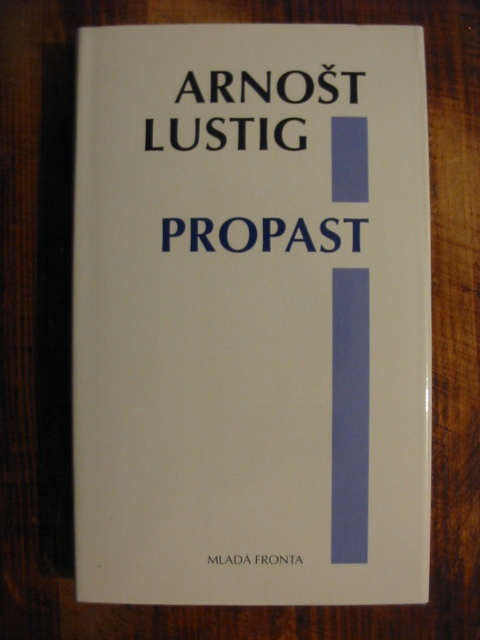 ARNOŠT
LUSTIG
PROPAST
MLADÁ FRONTA